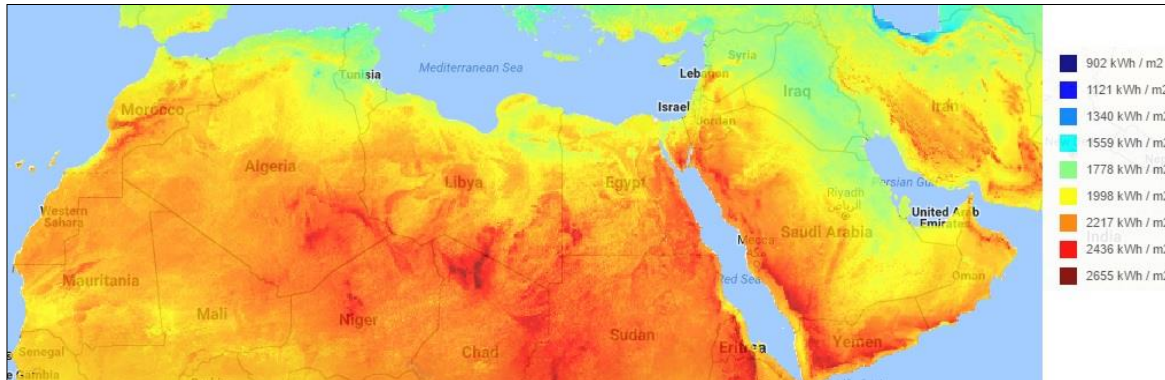 Mediterranean Sea
Tunisia
Syria
Lebanon
Iraq
Iran
Israel
Jordan
Morocco
Algeria
Libya
Egypt
Persian Gulf
Riyadh
الرياض
Western
Sahara
United Arab
Emirates
Saudi Arabia
Mecca
Mauritania
Red Sea
Oman
Mali
Niger
Chad
Sudan
Eritrea
Yemen
Senegal
e Gambia
902 kWh / m2
1121 kWh / m2
1340 kWh / m2
1559 kWh / m2
1778 kWh / m2
1998 kWh / m2
2217 kWh / m2
India
2436 kWh / m2
2655 kWh / m2